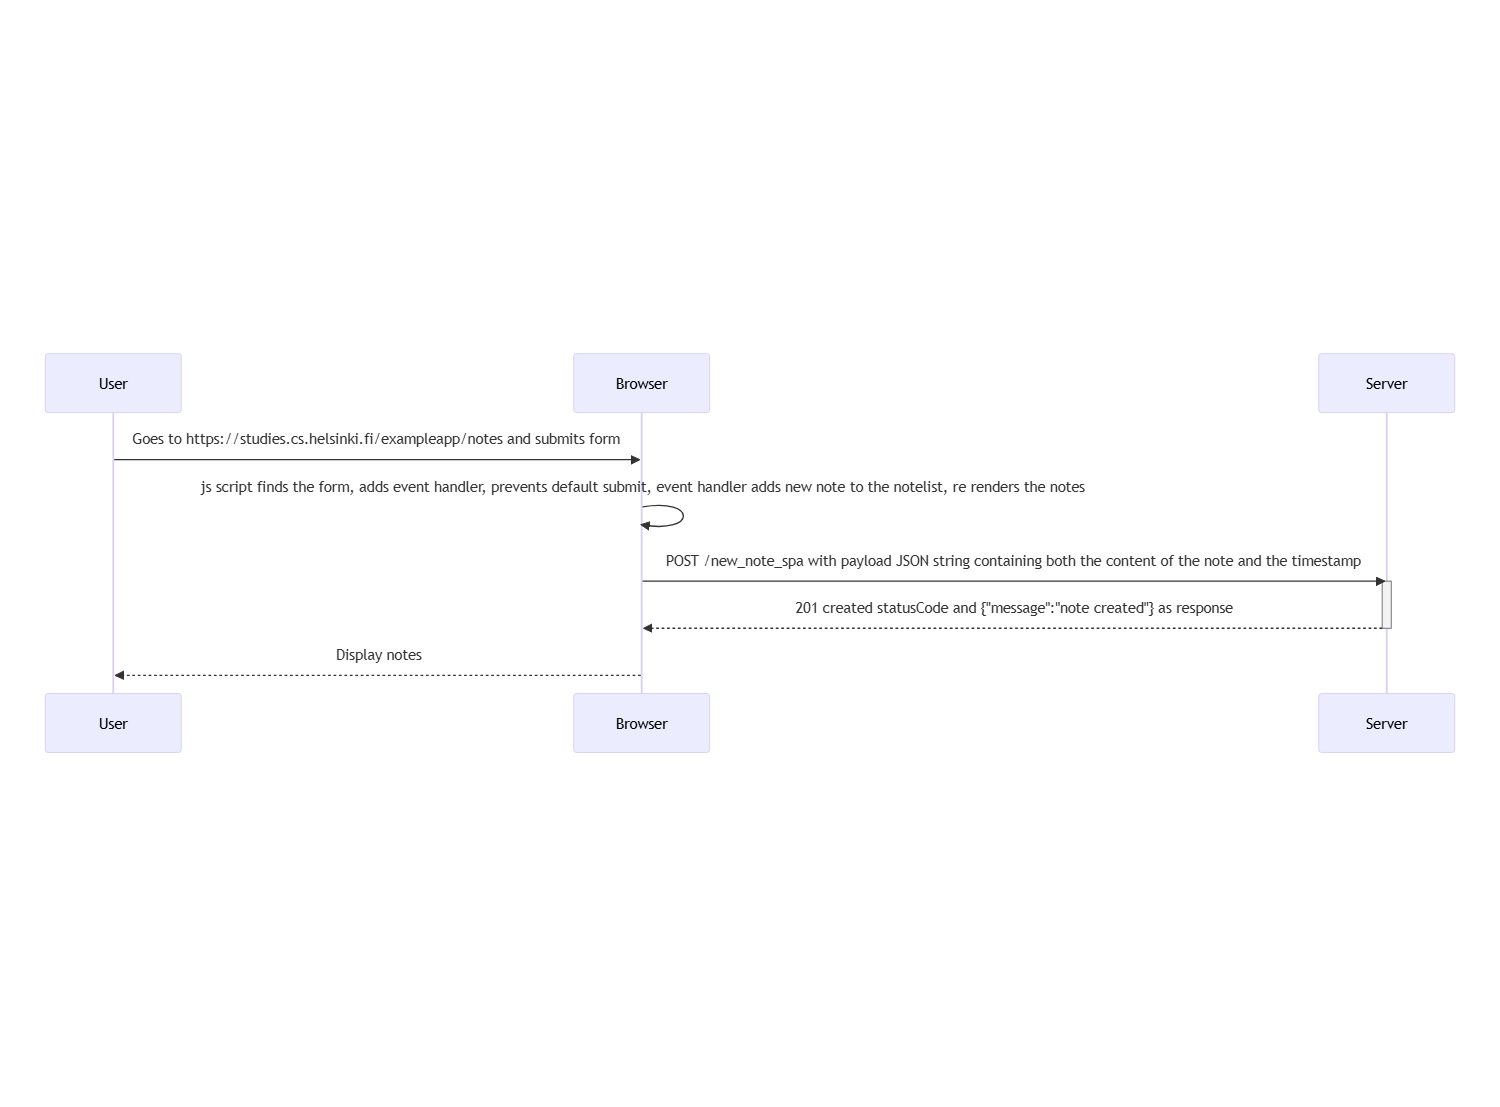 User
Browser
Server
Goes to https://studies.cs.helsinki.fi/exampleapp/notes and submits form
js script finds the form, adds event handler, prevents default submit, event handler adds new note to the notelist, re renders the notes
POST /new_note_spa with payload JSON string containing both the content of the note and the timestamp
201 created statusCode and {"message":"note created"} as response
Display notes
User
Browser
Server